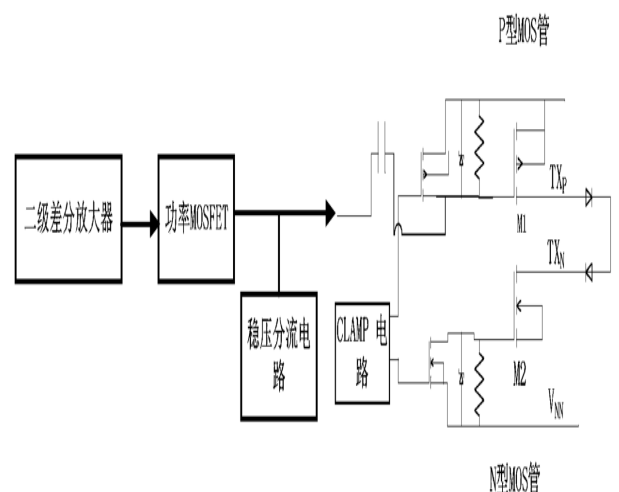 P型MOS管
二级差分放大器
功率MOSFET
稳压分流电
路
CLAMP 电
路
TXP
M1
TXN
M2
VNN
N型MOS管